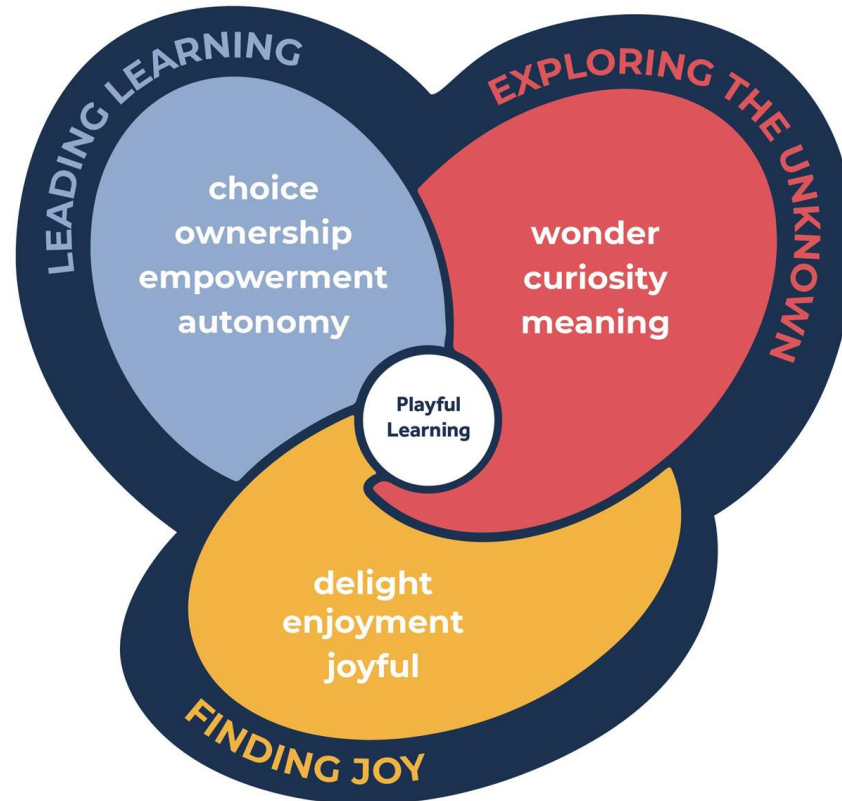 LEADING LEARNING
choice
ownership
empowerment
autonomy
EXPLORING THE UNKNOWN
wonder
curiosity
meaning
Playful
Learning
delight
enjoyment
joyful
FINDING JOY